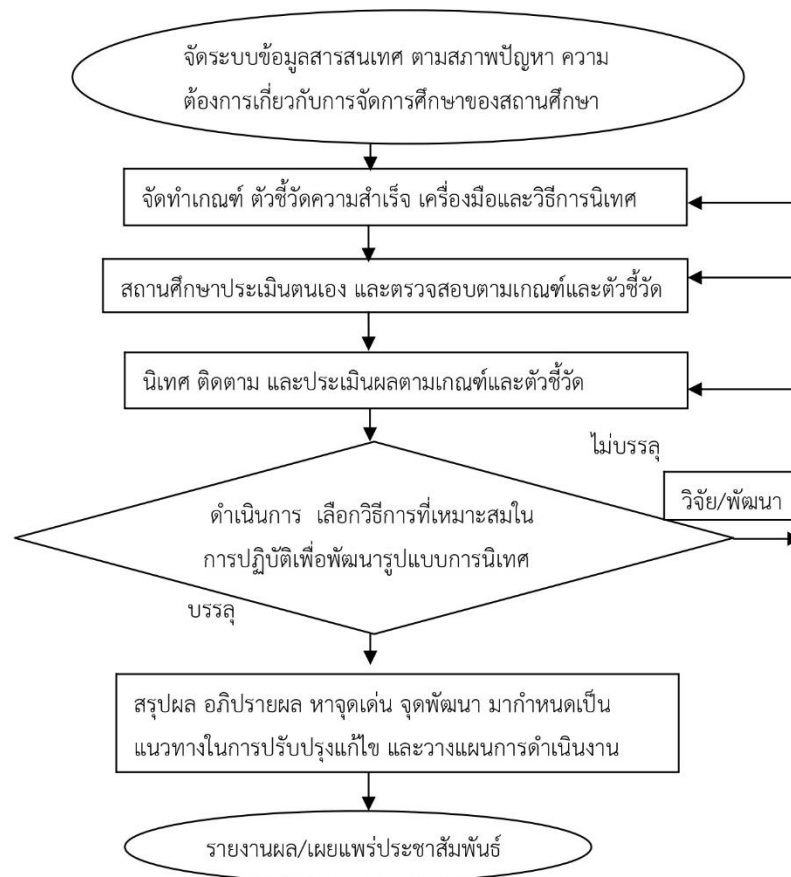 จัดระบบข้อมูลสารสนเทศ ตามสภาพปัญหา ความ
ต้องการเกี่ยวกับการจัดการศึกษาของสถานศึกษา
จัดทำเกณฑ์ ตัวชี้วัดความสำเร็จ เครื่องมือและวิธีการนิเทศ
สถานศึกษาประเมินตนเอง และตรวจสอบตามเกณฑ์และตัวชี้วัด
นิเทศ ติดตาม และประเมินผลตามเกณฑ์และตัวชี้วัด
ไม่บรรลุ
วิจัย/พัฒนา
ดำเนินการ เลือกวิธีการที่เหมาะสมใน
การปฏิบัติเพื่อพัฒนารูปแบบการนิเทศ
บรรลุ
สรุปผล อภิปรายผล หาจุดเด่น จุดพัฒนา มากำหนดเป็น
แนวทางในการปรับปรุงแก้ไข และวางแผนการดำเนินงาน
รายงานผล/เผยแพร่ประชาสัมพันธ์